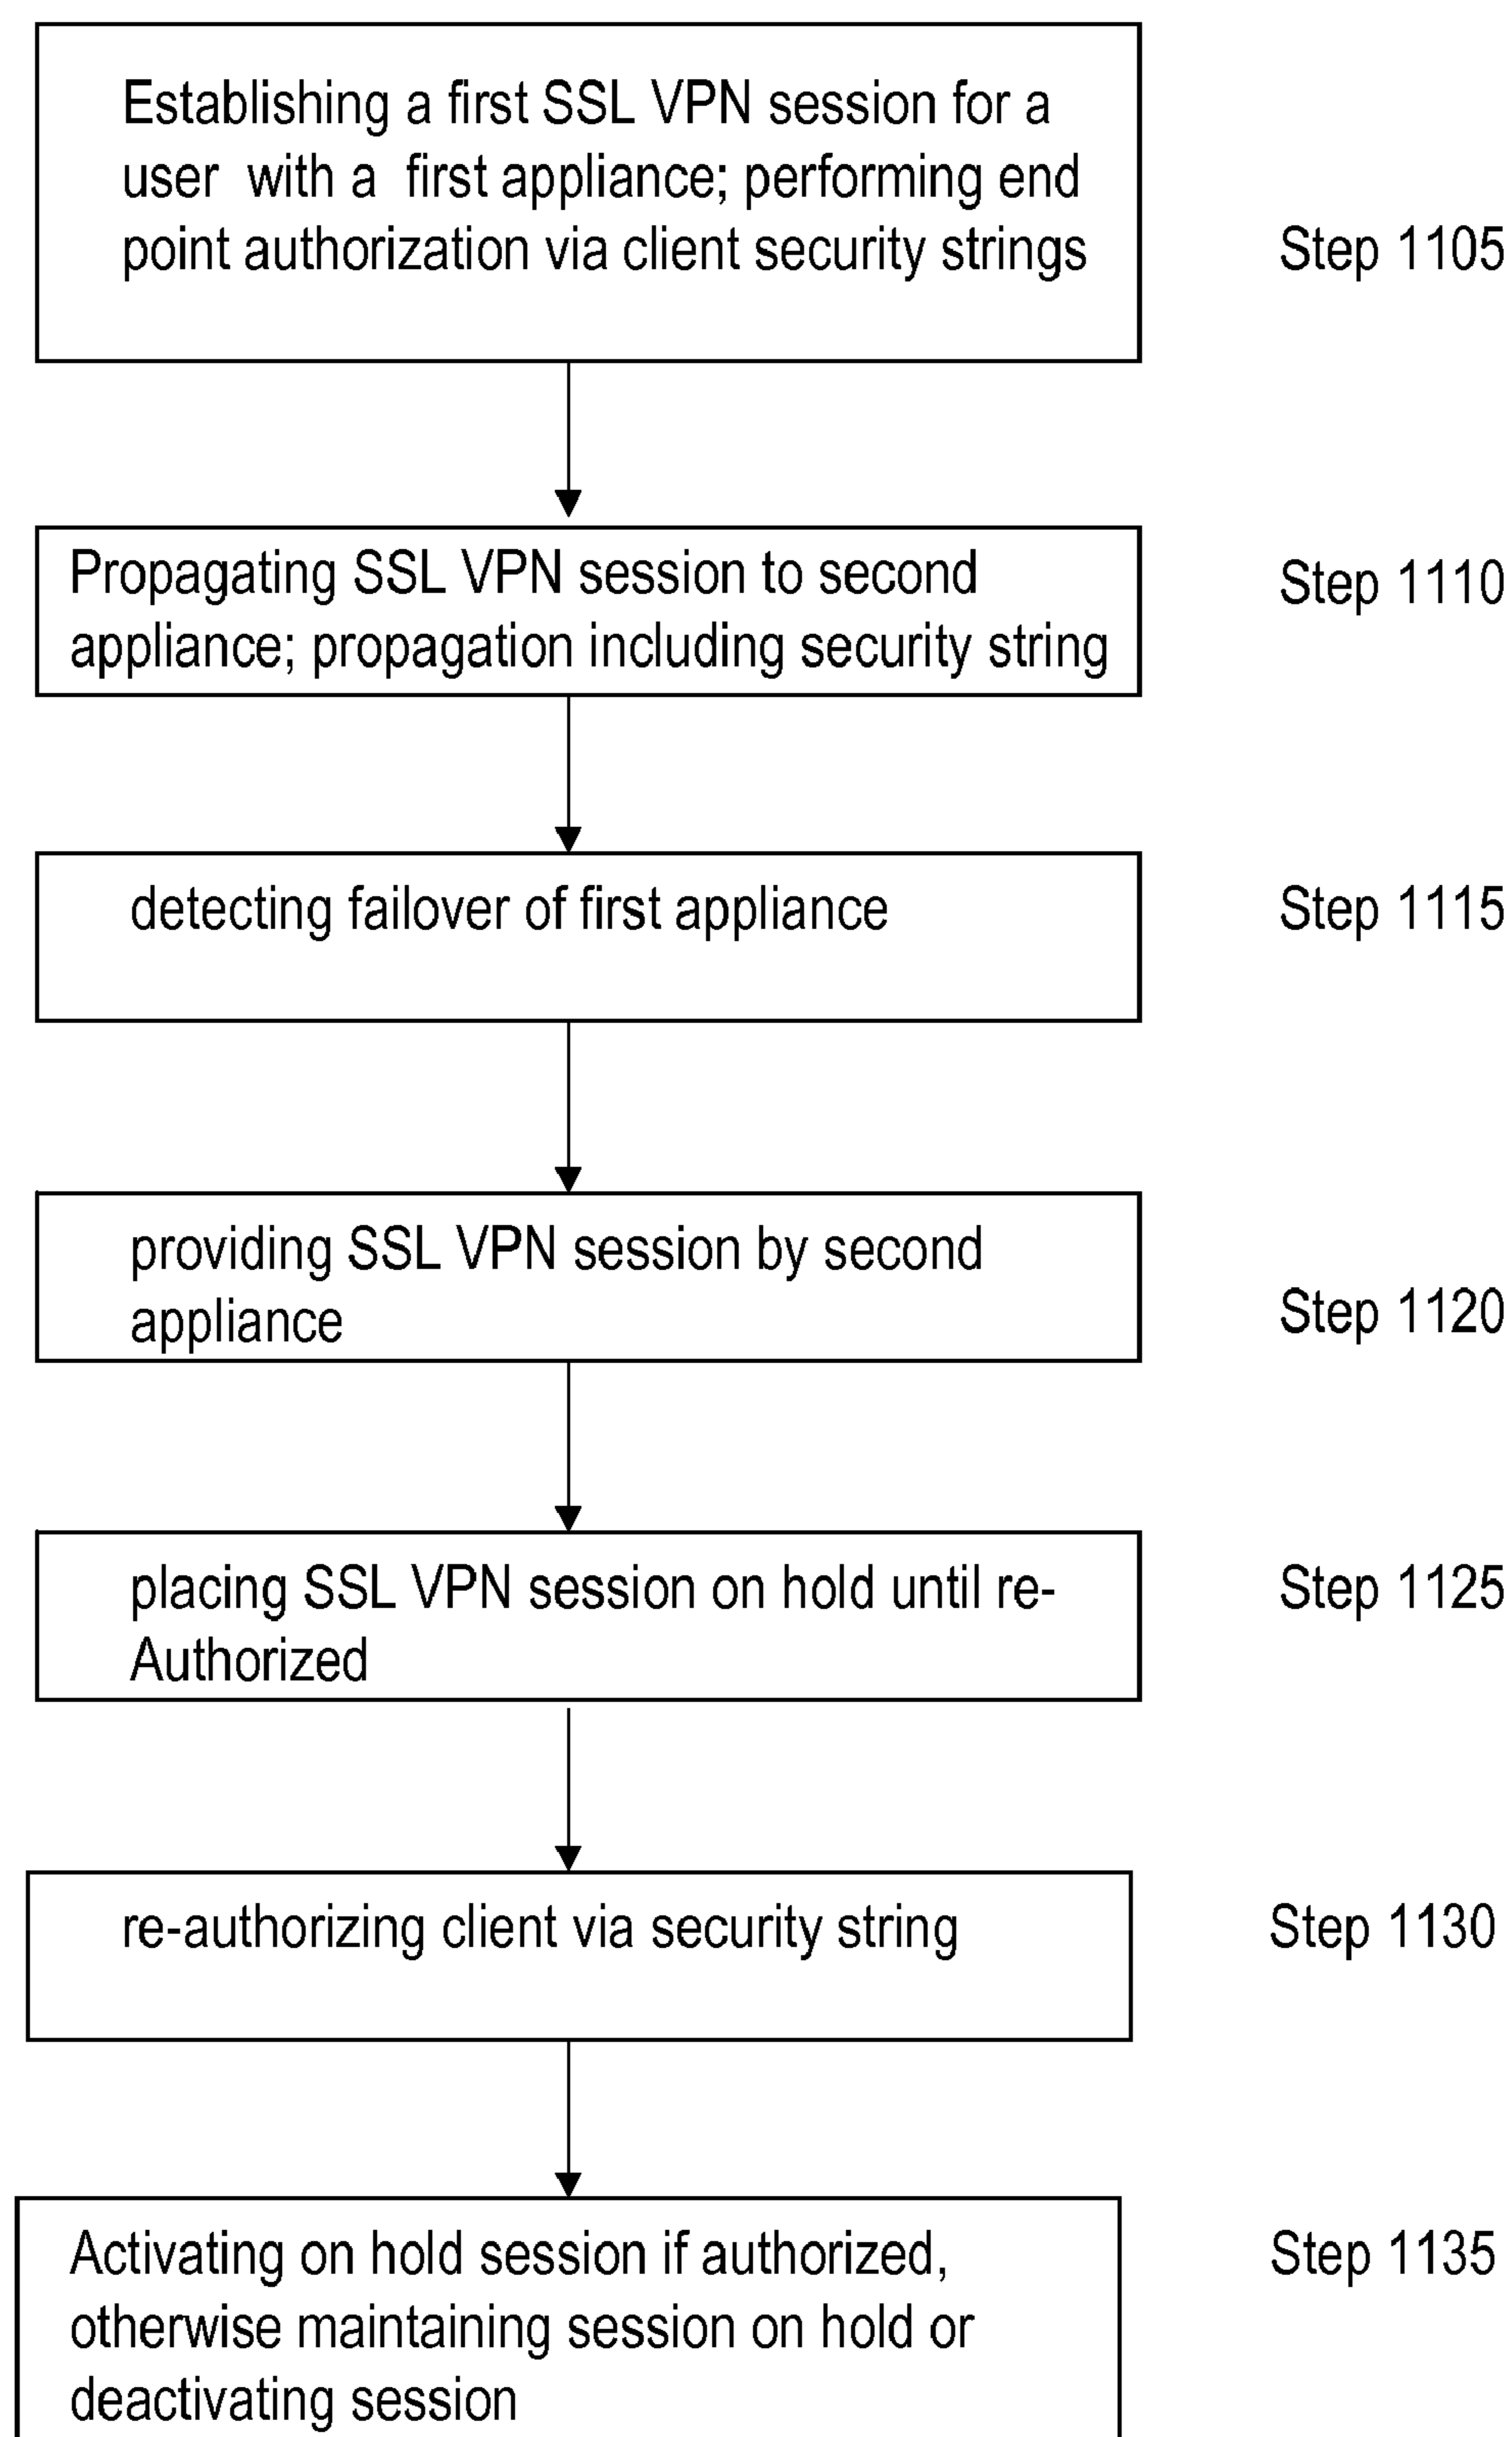 Establishing a first SSL VPN session for a
user with a first appliance; performing end
point authorization via client security strings
Step 1105
Propagating SSL VPN session to second
appliance; propagation including security string
Step 1110
detecting failover of first appliance
Step 1115
providing SSL VPN session by second
appliance
Step 1120
placing SSL VPN session on hold until re-
Authorized
Step 1125
re-authorizing client via security string
Step 1130
Activating on hold session if authorized,
otherwise maintaining session on hold or
deactivating session
Step 1135